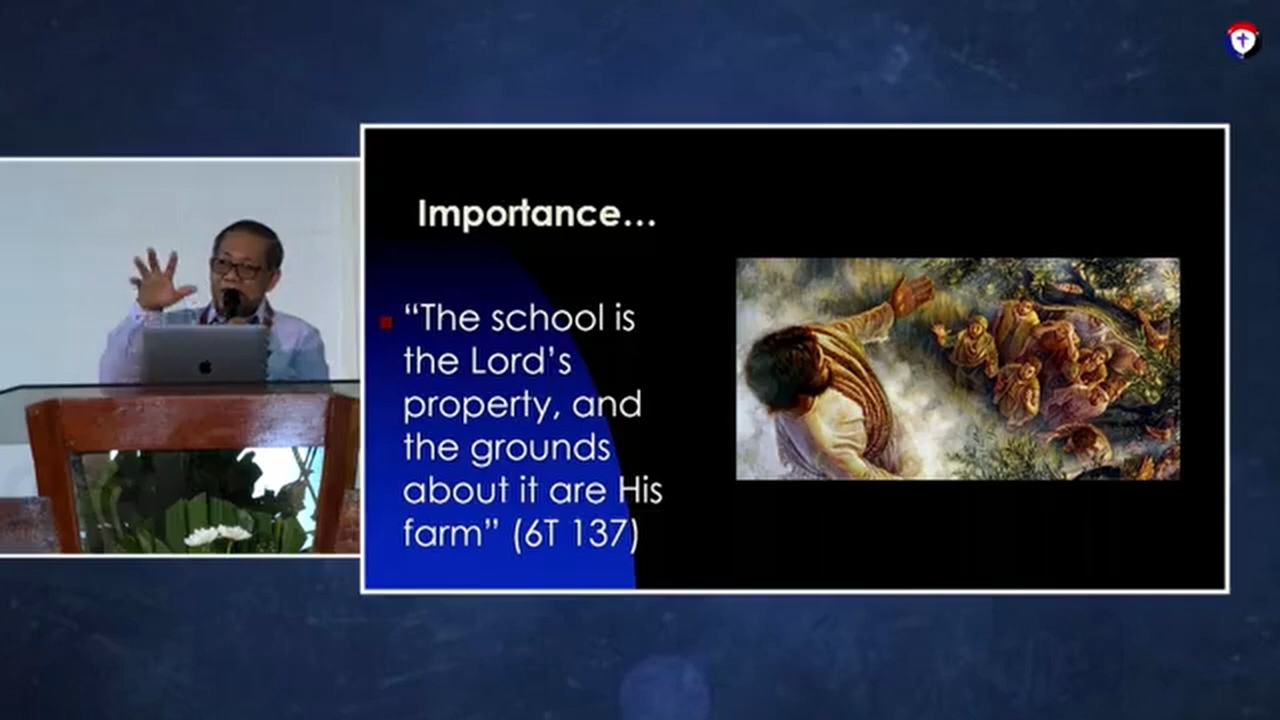 Importance…
“The school is
the Lord’s
property, and
the grounds
about it are His
farm” (6T 137)